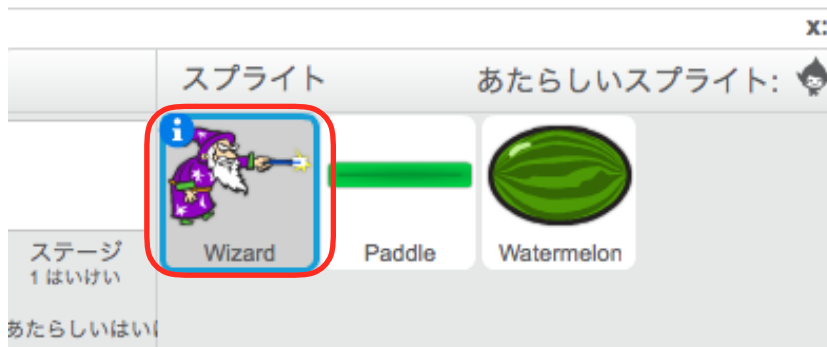 x:
スプライト
あたらしいスプライト:
i
Wizard
Paddle
Watermelon
ステージ
1 はいけい
あたらしいはい